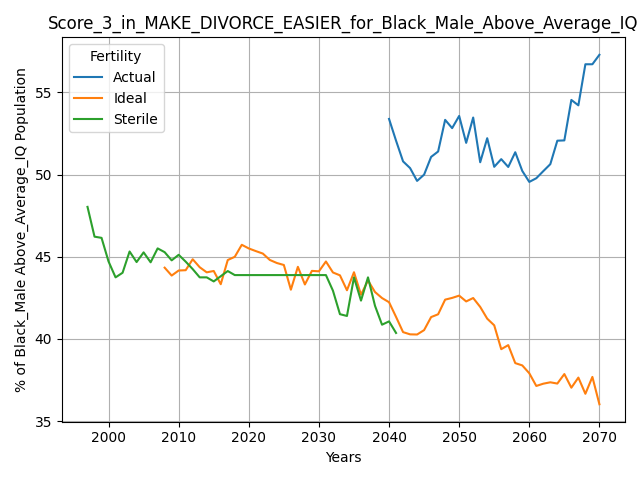 Score_3_in_MAKE_DIVORCE_EASIER_for_Black_Male_Above_Average_IQ
Fertility
Actual
Ideal
Sterile
% of Black_Male Above_Average_IQ Population
55
50
45
40
35
2000 2010 2020 2030 2040 2050 2060 2070
Years